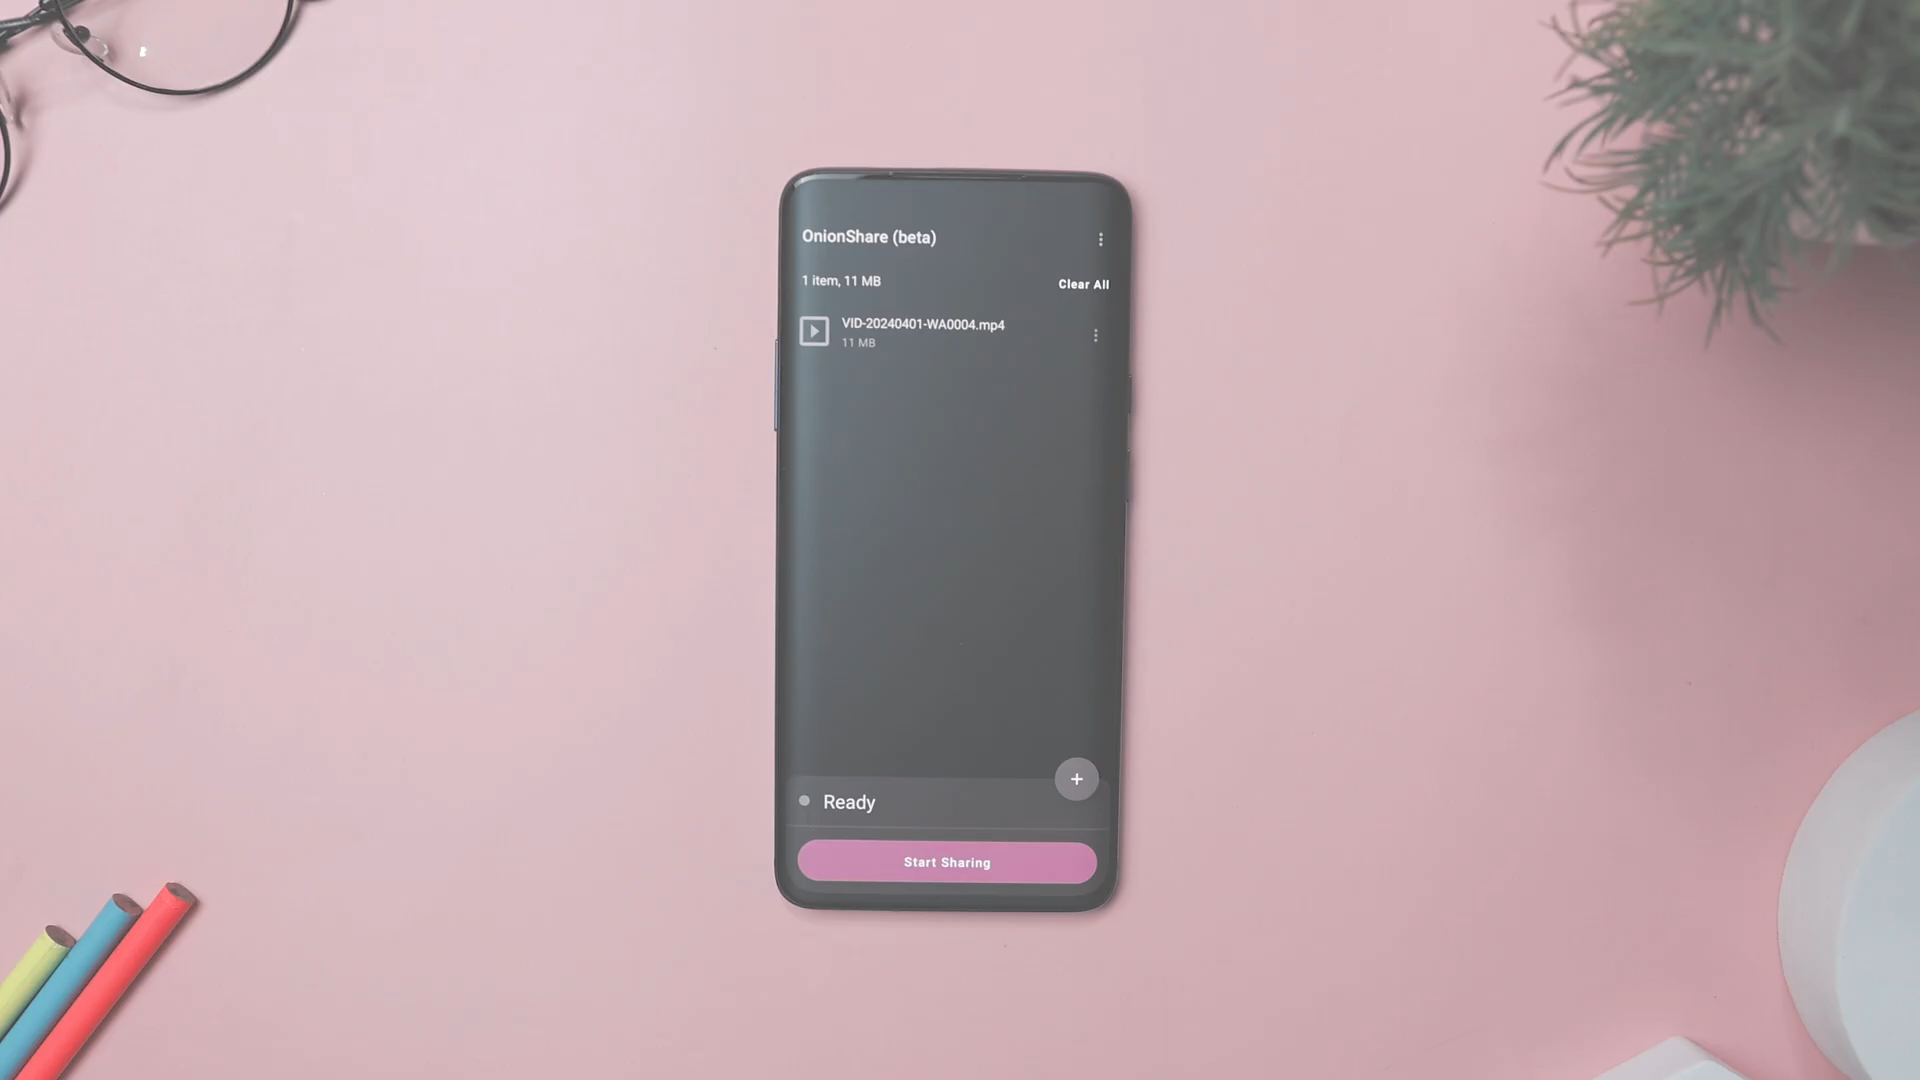 OnionShare (beta)
1 item, 11 MB
Clear All
VID-20240401-WA0004.mp4
11 MB
+
Ready
Start Sharing